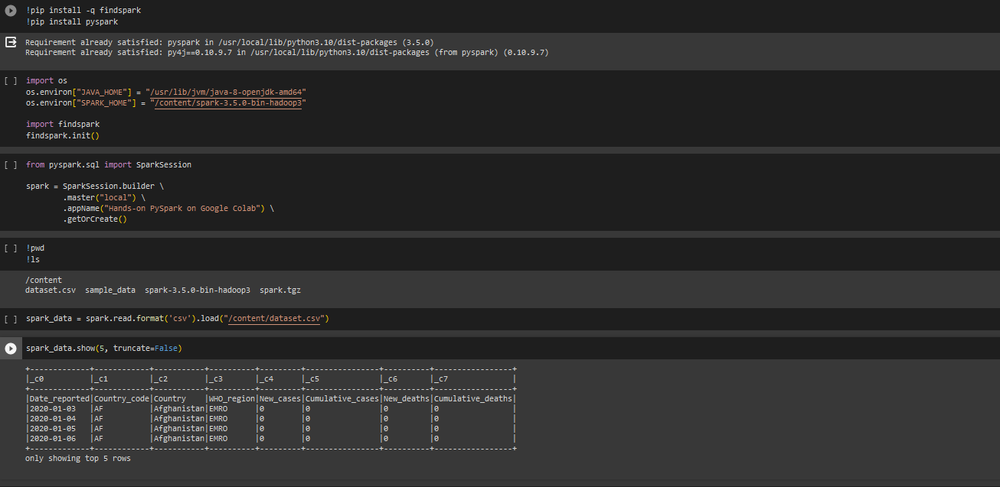 !pip install -q findspark
!pip install pyspark
Requirement already satisfied: pyspark in /usr/local/lib/python3.10/dist-packages (3.5.0)
Requirement already satisfied: py4j==0.10.9.7 in /usr/local/lib/python3.10/dist-packages (from pyspark) (0.10.9.7)
[ ] import os
os.environ["JAVA_HOME"] = "/usr/lib/jvm/java-8-openjdk-amd64"
os.environ["SPARK_HOME"] = "/content/spark-3.5.0-bin-hadoop3"
import findspark
findspark.init()
[ ] from pyspark.sql import SparkSession
spark = SparkSession.builder \
        .master("local") \
        .appName("Hands-on PySpark on Google Colab") \
        .getOrCreate()
[ ] !pwd
!ls
/content
dataset.csv  sample_data  spark-3.5.0-bin-hadoop3  spark.tgz
[ ] spark_data = spark.read.format('csv').load("/content/dataset.csv")
spark_data.show(5, truncate=False)
+-------------+------------+-----------+----------+---------+----------------+----------+-----------------+
|_c0          |_c1         |_c2        |_c3       |_c4      |_c5             |_c6       |_c7              |
+-------------+------------+-----------+----------+---------+----------------+----------+-----------------+
|Date_reported|Country_code|Country    |WHO_region|New_cases|Cumulative_cases|New_deaths|Cumulative_deaths|
|2020-01-03   |AF          |Afghanistan|EMRO      |0        |0               |0         |0                |
|2020-01-04   |AF          |Afghanistan|EMRO      |0        |0               |0         |0                |
|2020-01-05   |AF          |Afghanistan|EMRO      |0        |0               |0         |0                |
|2020-01-06   |AF          |Afghanistan|EMRO      |0        |0               |0         |0                |
+-------------+------------+-----------+----------+---------+----------------+----------+-----------------+
only showing top 5 rows